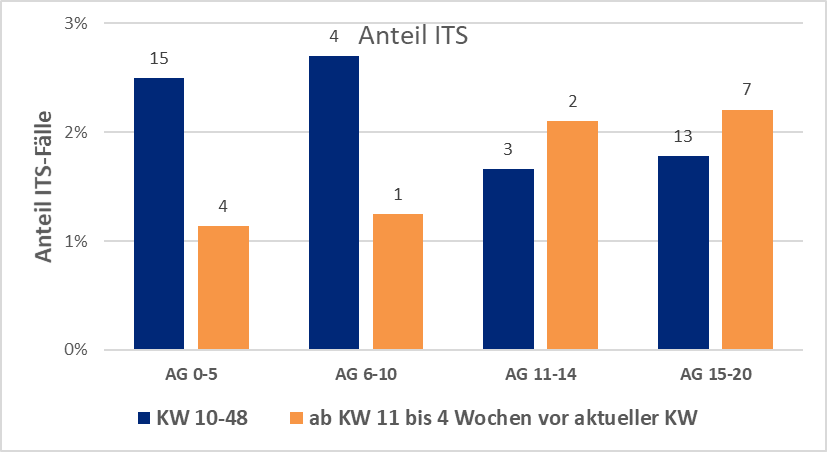 Anteil ITS
3%
2%
1%
0%
Anteil ITS-Fälle
15
4
4
1
3
2
13
7
AG 0-5
AG 6-10
AG 11-14
AG 15-20
KW 10-48
ab KW 11 bis 4 Wochen vor aktueller KW